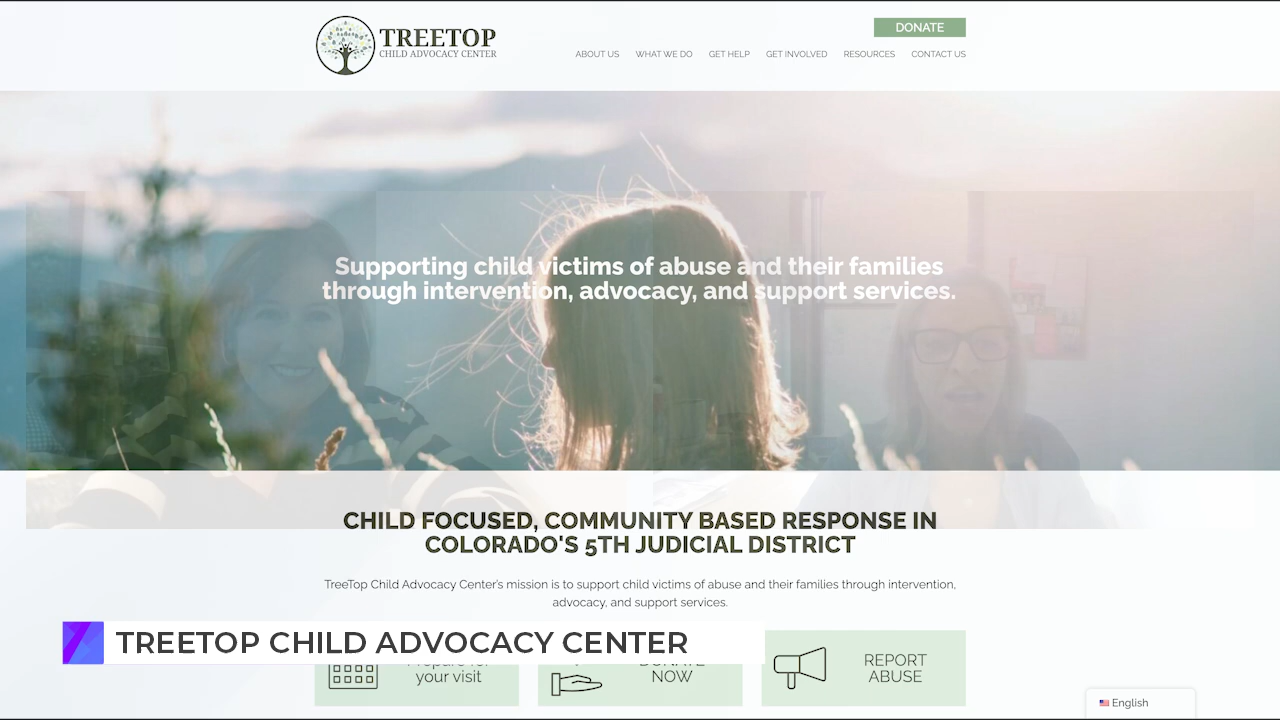 TREETOP
CHILD ADVOCACY CENTER
DONATE
ABOUT US WHAT WE DO GET HELP GET INVOLVED RESOURCES CONTACT US
Supporting child victims of abuse and their families
through intervention, advocacy, and support services.
CHILD FOCUSED, COMMUNITY BASED RESPONSE IN
COLORADO'S 5TH JUDICIAL DISTRICT
TreeTop Child Advocacy Center's mission is to support child victims of abuse and their families through intervention,
advocacy, and support services.
TREETOP CHILD ADVOCACY CENTER
Prepare for
your visit
DONATE
NOW
REPORT
ABUSE
English